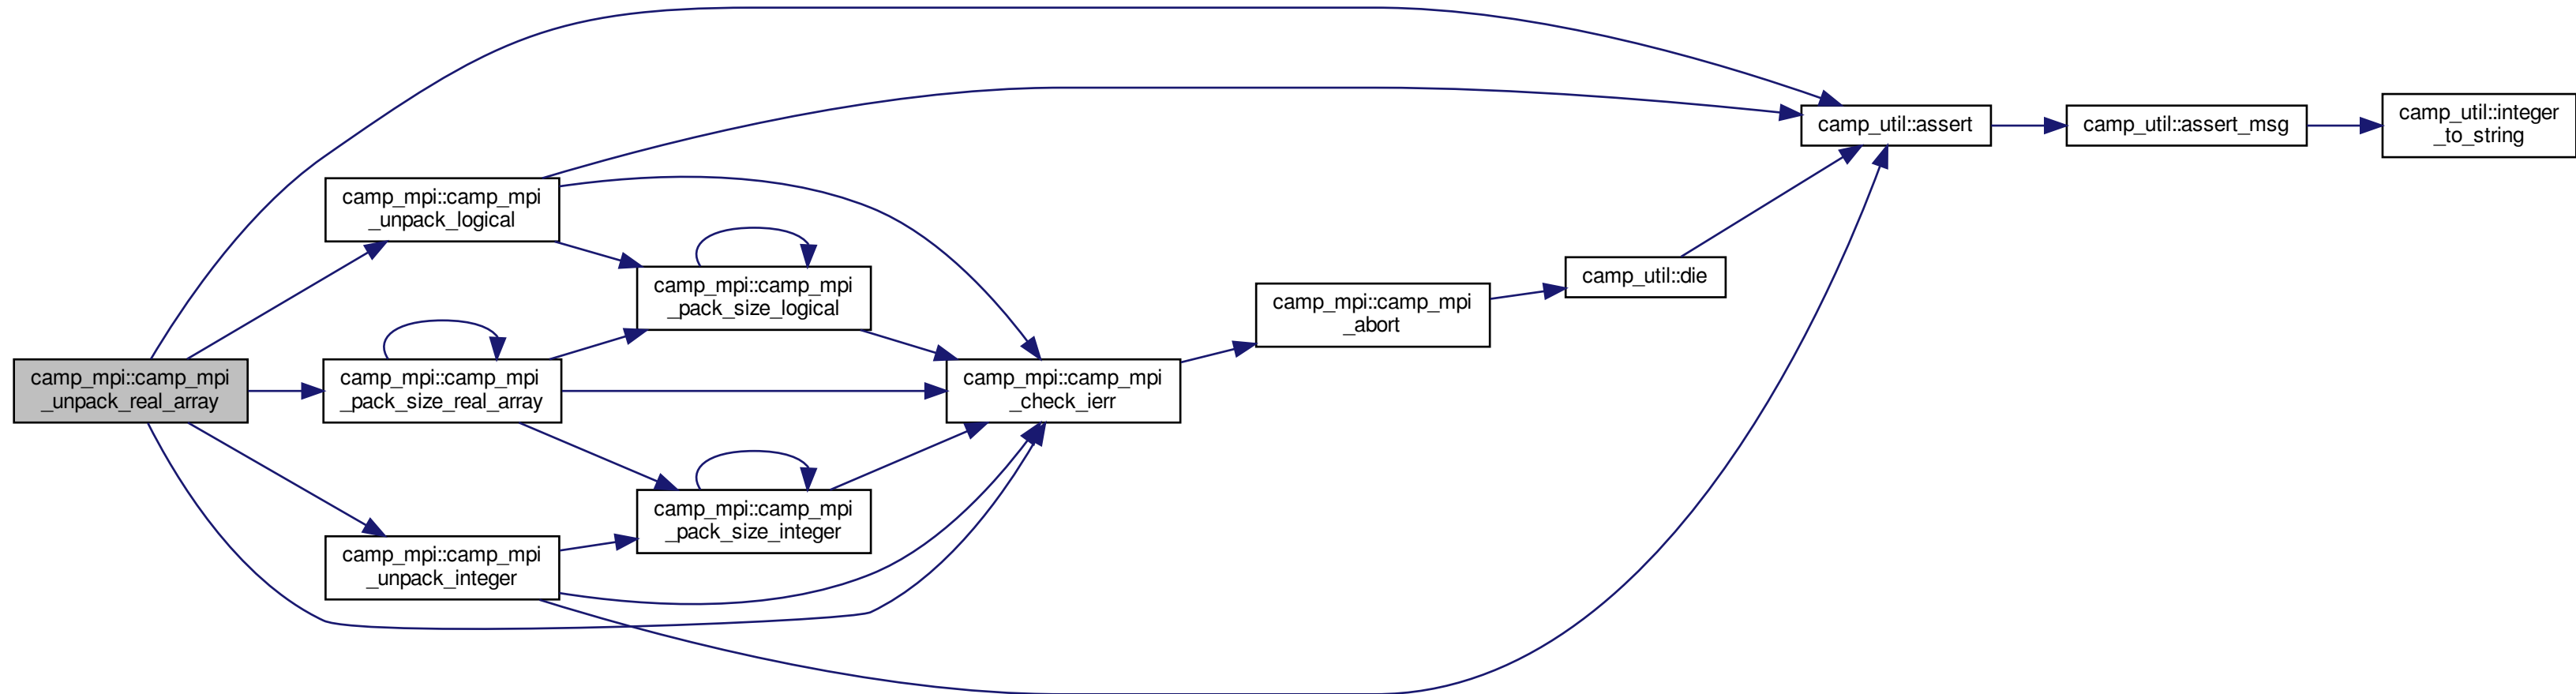 camp_mpi::camp_mpi
_unpack_real_array
camp_mpi::camp_mpi
_unpack_logical
camp_mpi::camp_mpi
_pack_size_real_array
camp_mpi::camp_mpi
_unpack_integer
camp_mpi::camp_mpi
_pack_size_logical
camp_mpi::camp_mpi
_pack_size_integer
camp_mpi::camp_mpi
_check_ierr
camp_mpi::camp_mpi
_abort
camp_util::die
camp_util::assert
camp_util::assert_msg
camp_util::integer
_to_string